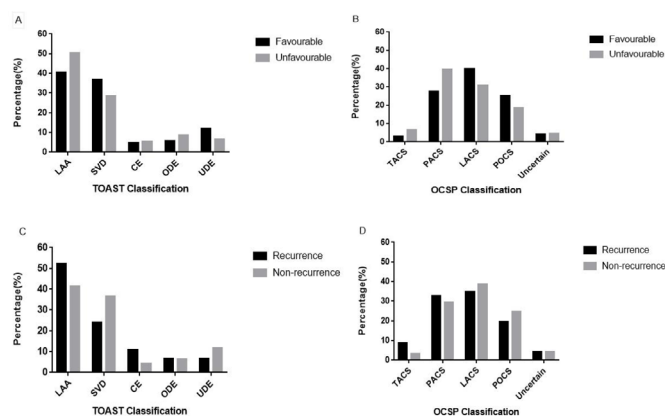 A
Favourable
Unfavourable
Percentage(%)
60
50
40
30
20
10
0
LAA
SVD
CE
ODE
UDE
TOAST Classification
B
Favourable
Unfavourable
Percentage(%)
60
50
40
30
20
10
0
TACS
PACS
LACS
POCS
Uncertain
OCSP Classification
C
Recurrence
Non-recurrence
Percentage(%)
60
50
40
30
20
10
0
LAA
SVD
CE
ODE
UDE
TOAST Classification
D
Recurrence
Non-recurrence
Percentage(%)
50
40
30
20
10
0
TACS
PACS
LACS
POCS
Uncertain
OCSP Classification